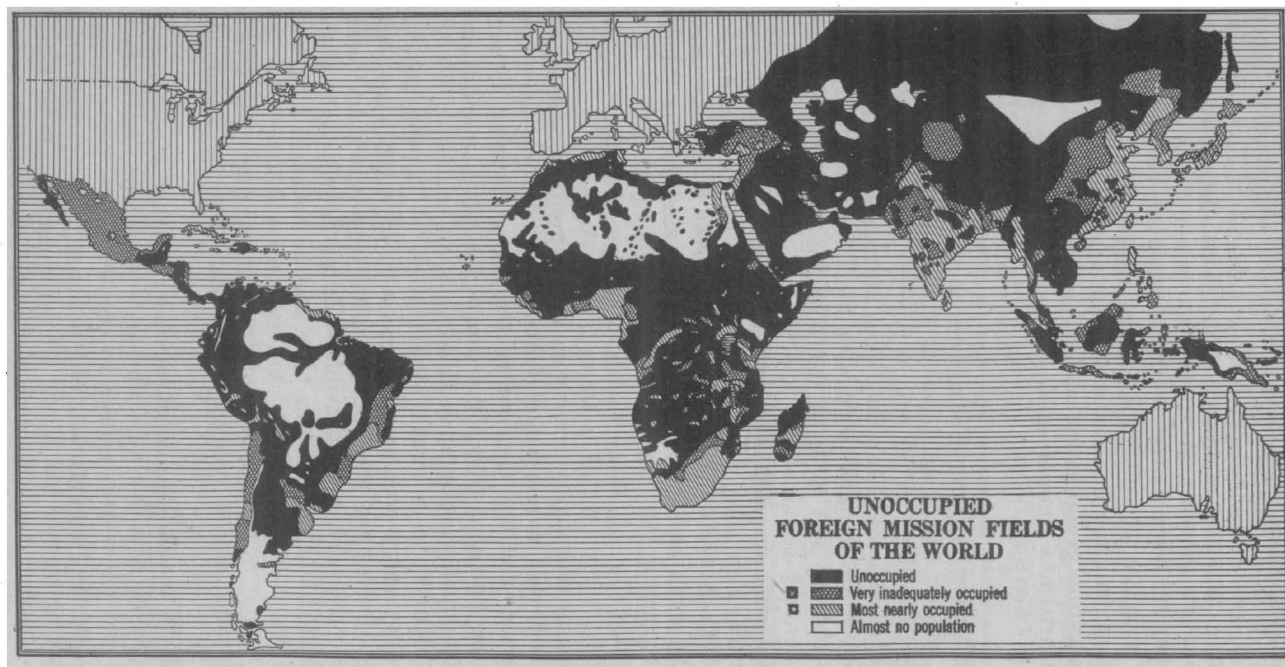 UNOCCUPIED
FOREIGN MISSION FIELDS
OF THE WORLD
Unoccupied
Very inadequately occupied
Most nearly occupied
Almost no population